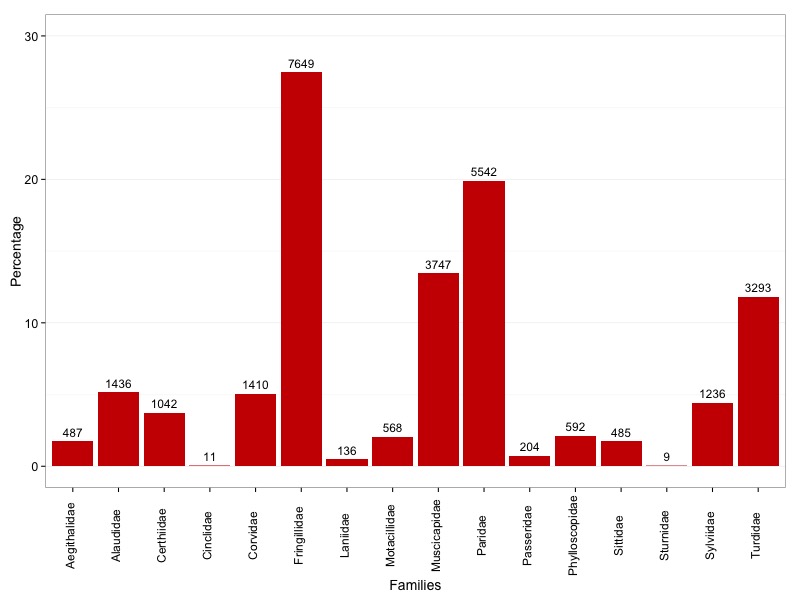 30
20
10
0
Percentage
487
1436
1042
11
1410
7649
136
568
3747
5542
204
592
485
9
1236
3293
Aegithalidae
Alaudidae
Certhiidae
Cinclidae
Corvidae
Fringillidae
Laniidae
Motacillidae
Muscicapidae
Paridae
Passeridae
Phylloscopidae
Sittidae
Sturnidae
Sylviidae
Turdidae
Families